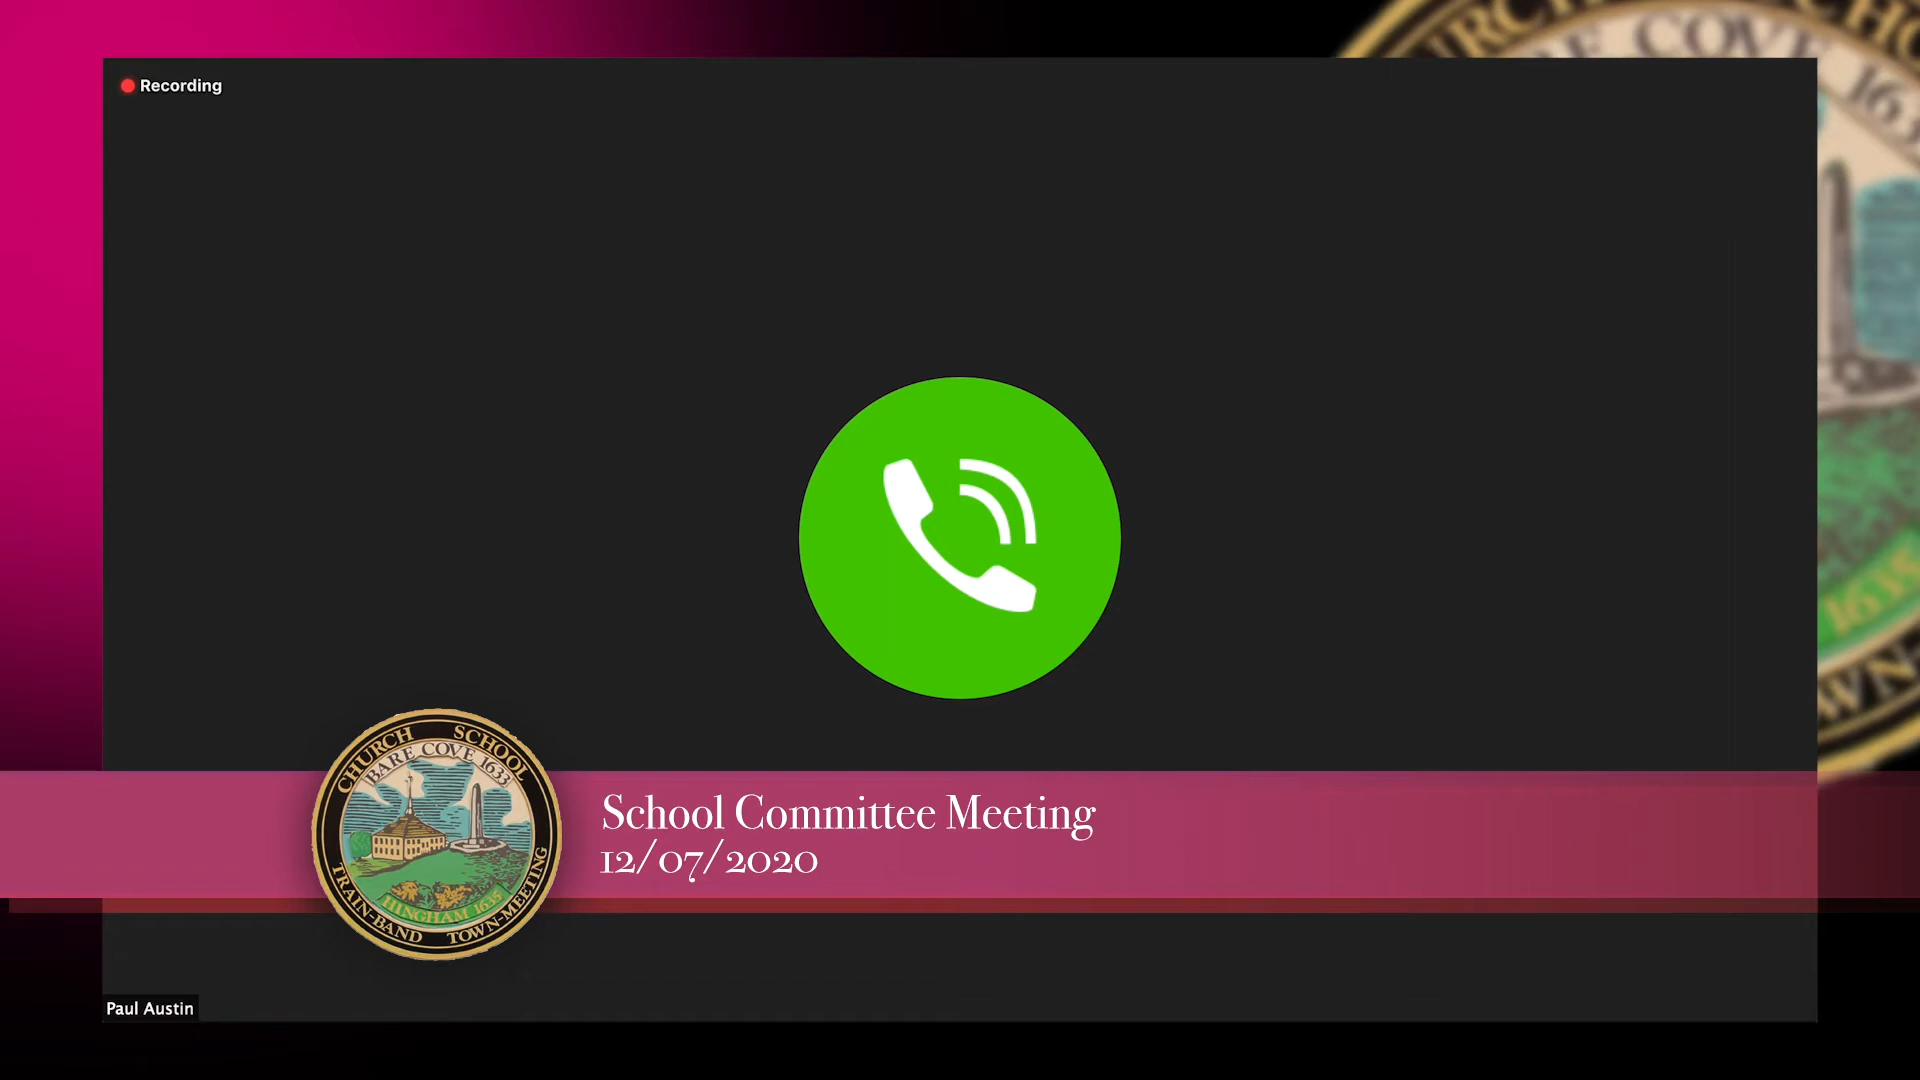 Recording
CHURCH SCHOOL
BARE COVE 1633
HINGHAM 1635
TRAIN-BAND TOWN-MEETING
School Committee Meeting
12/07/2020
Paul Austin